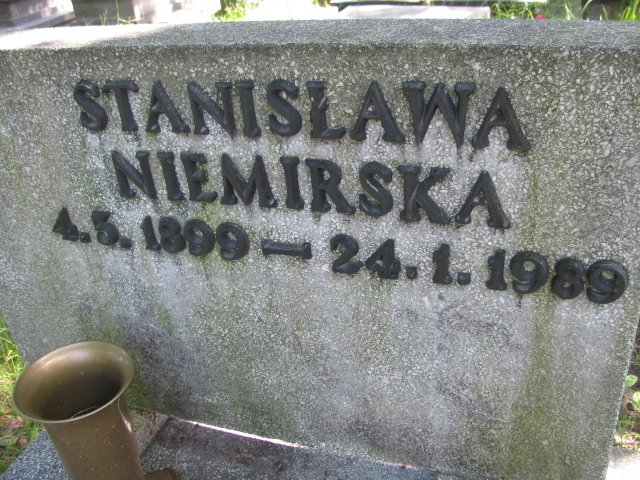 STANISŁAWA
NIEMIRSKA
4.5.1899 – 24.1.1989